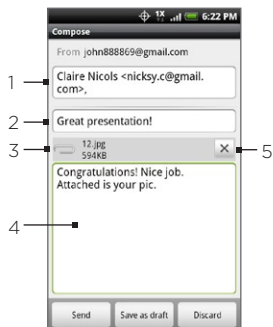 1X
6:22 PM
Compose
From john888869@gmail.com
1
Claire Nicols <nicksy.c@gmail.
com>,
2
Great presentation!
3
12.jpg
594KB
5
Congratulations! Nice job.
Attached is your pic.
4
Send
Save as draft
Discard